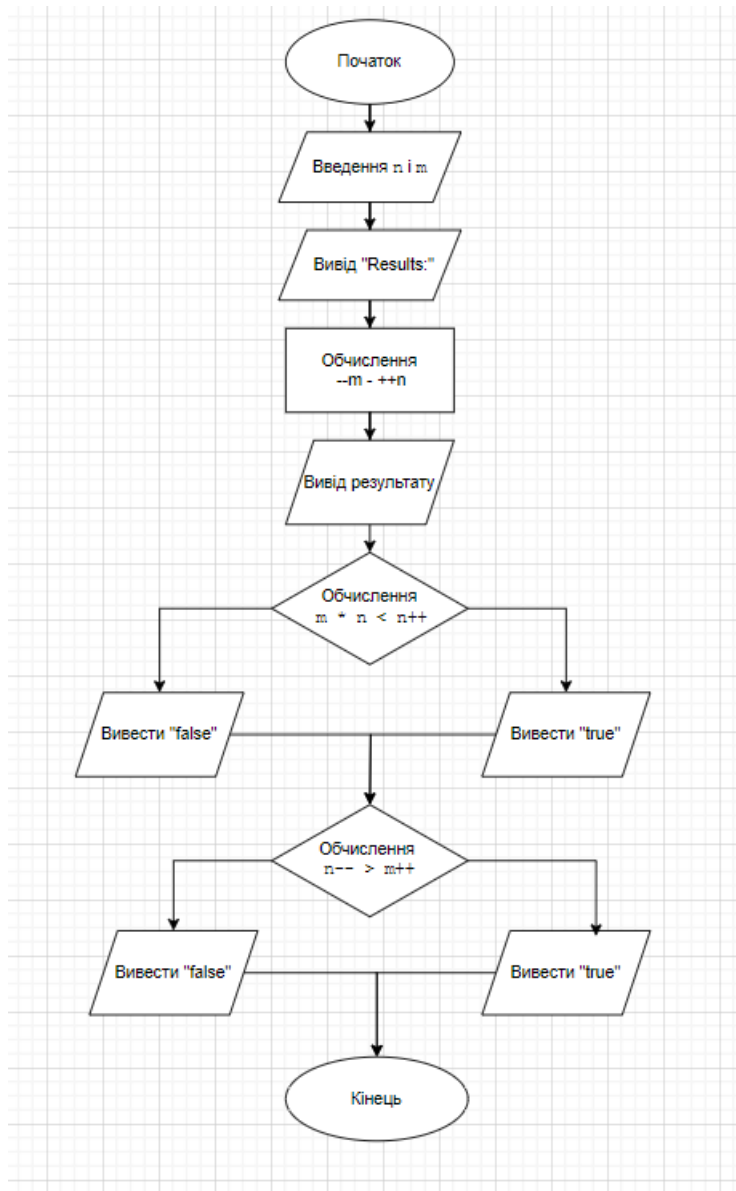 Початок
Введення n і m
Вивід "Results:"
Обчислення
--m - ++n
Вивід результату
Обчислення
m * n < n++
Вивести "false"
Вивести "true"
Обчислення
n-- > m++
Вивести "false"
Вивести "true"
Кінець